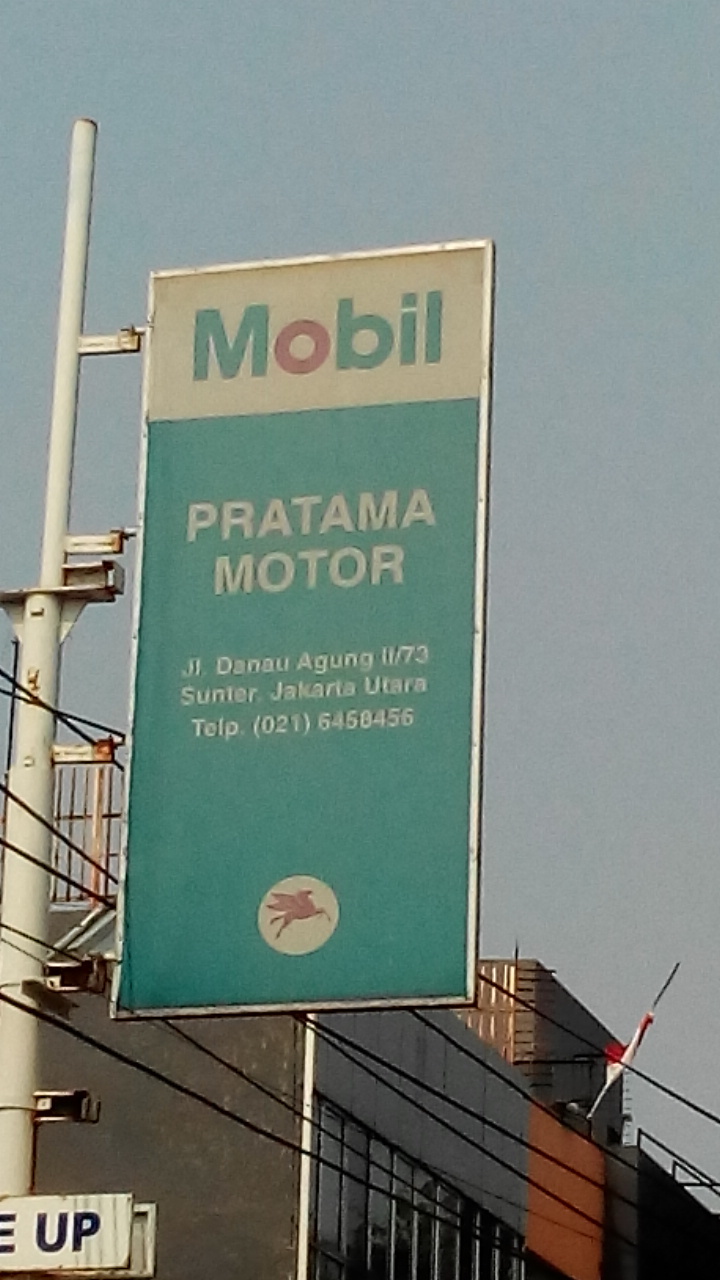 Mobil
PRATAMA
MOTOR
Jl. Danau Agung II/73
Sunter. Jakarta Utara
Telp. (021) 6458456
E UP